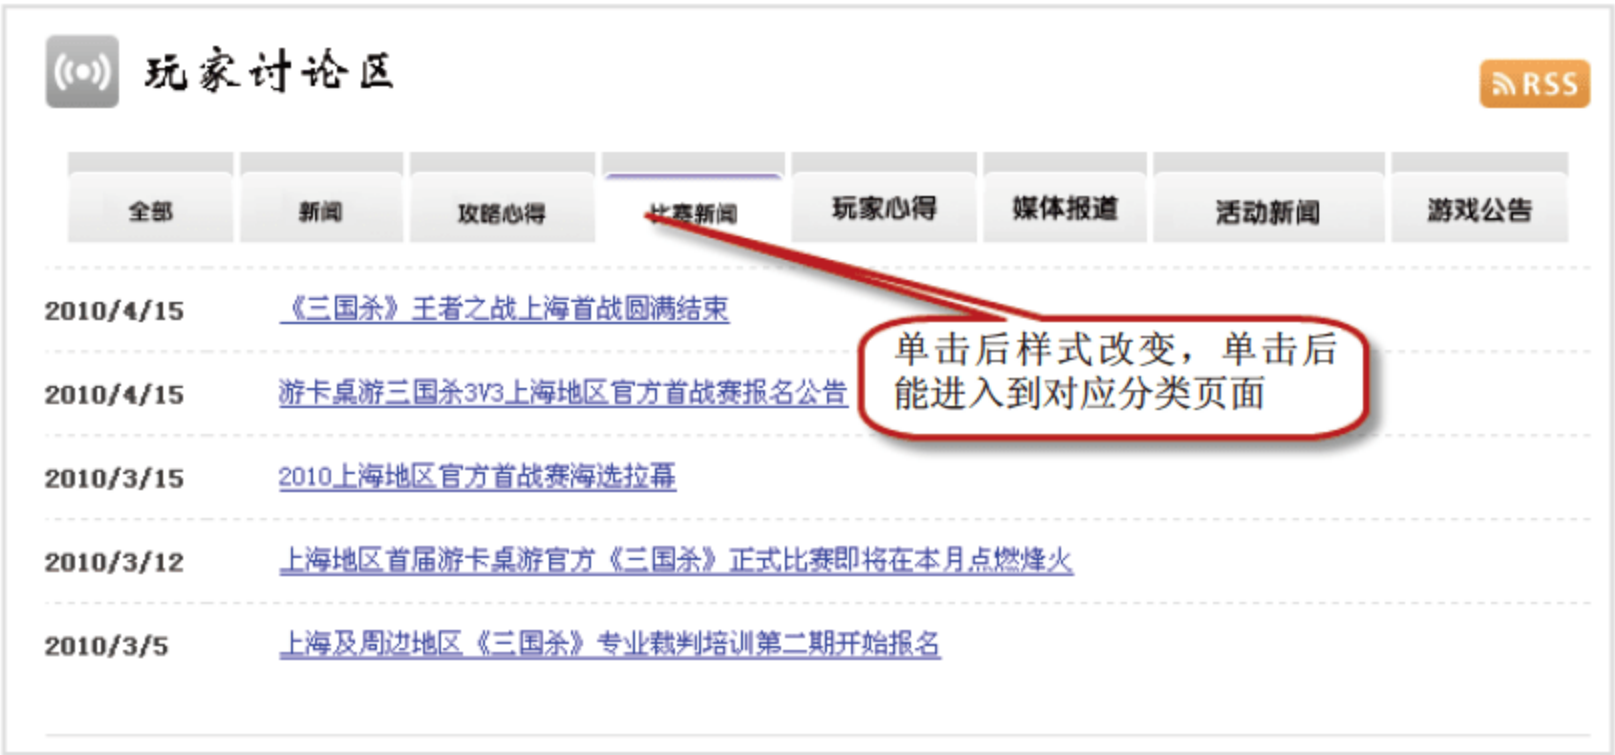 玩家讨论区
RSS
全部 新闻 攻略心得 比赛新闻 玩家心得 媒体报道 活动新闻 游戏公告
2010/4/15 《三国杀》王者之战上海首战圆满结束
单击后样式改变，单击后
能进入到对应分类页面
2010/4/15 游卡桌游三国杀3V3上海地区官方首战赛报名公告
2010/3/15 2010上海地区官方首战赛海选拉幕
2010/3/12 上海地区首届游卡桌游官方《三国杀》正式比赛即将在本月点燃烽火
2010/3/5 上海及周边地区《三国杀》专业裁判培训第二期开始报名